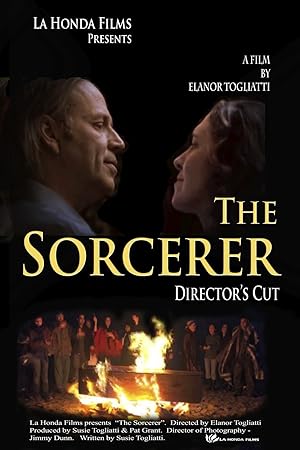 LA HONDA FILMS
PRESENTS
A FILM
BY
ELANOR TOGLIATTI
THE
SORCERER
DIRECTOR'S CUT
La Honda Films presents "The Sorcerer". Directed by Elanor Togliatti
Produced by Susie Togliatti & Pat Grant. Director of Photography -
Jimmy Dunn. Written by Susie Togliatti.
LA HONDA FILMS